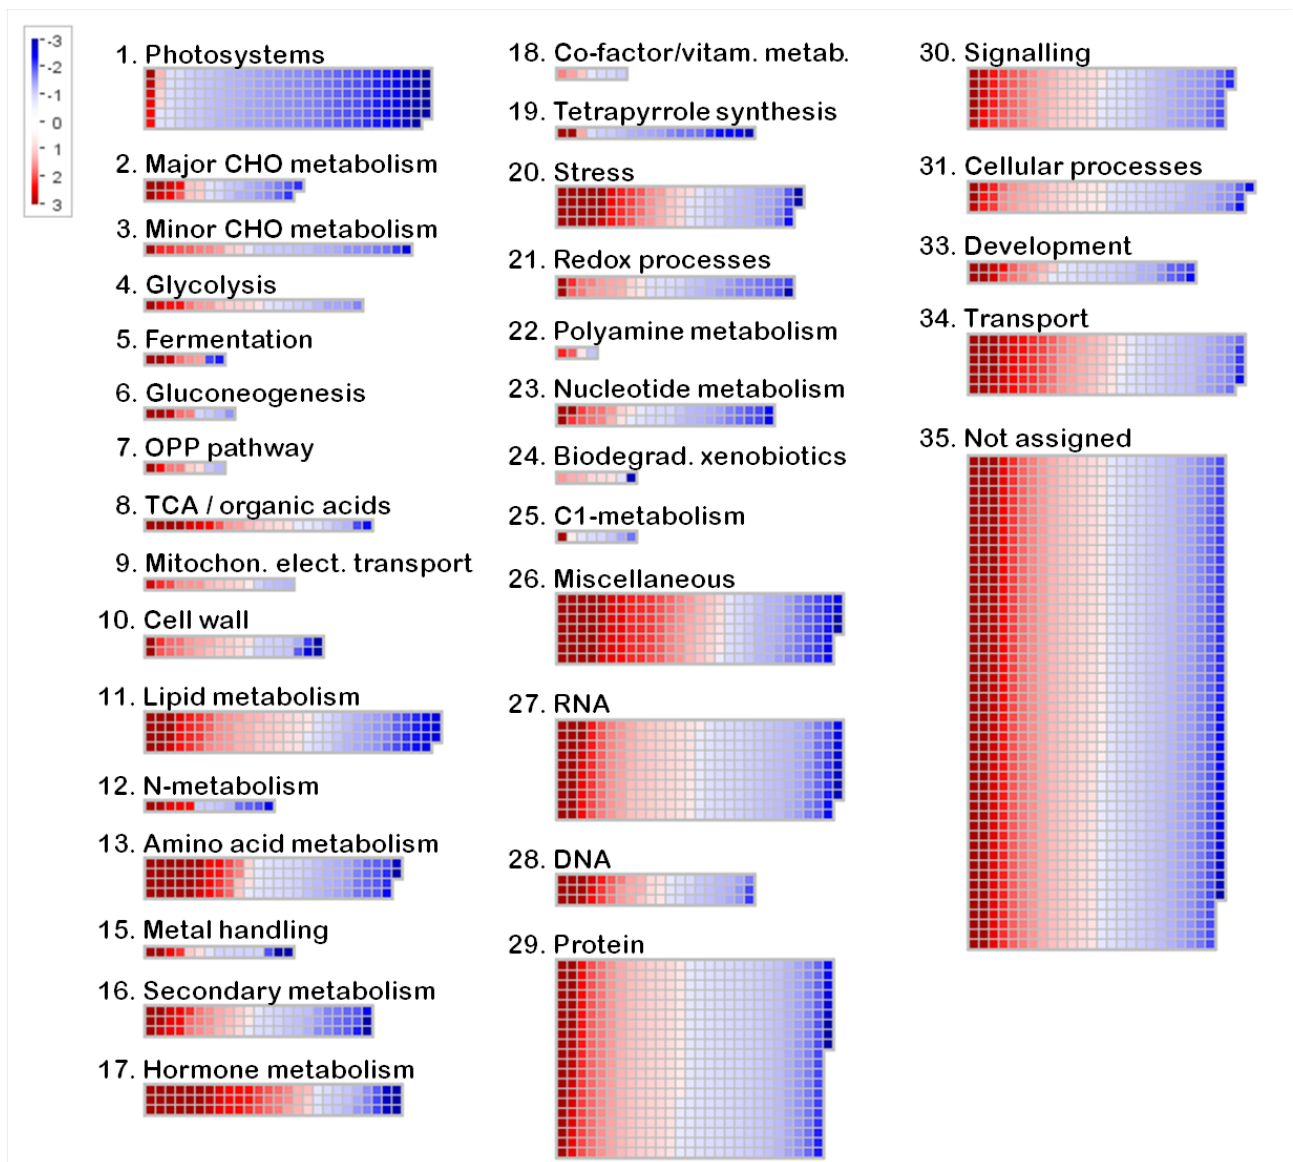 -3
-2
-1
0
1
2
3
1. Photosystems
2. Major CHO metabolism
3. Minor CHO metabolism
4. Glycolysis
5. Fermentation
6. Gluconeogenesis
7. OPP pathway
8. TCA / organic acids
9. Mitochon. elect. transport
10. Cell wall
11. Lipid metabolism
12. N-metabolism
13. Amino acid metabolism
15. Metal handling
16. Secondary metabolism
17. Hormone metabolism
18. Co-factor/vitam. metab.
19. Tetrapyrrole synthesis
20. Stress
21. Redox processes
22. Polyamine metabolism
23. Nucleotide metabolism
24. Biodegrad. xenobiotics
25. C1-metabolism
26. Miscellaneous
27. RNA
28. DNA
29. Protein
30. Signalling
31. Cellular processes
33. Development
34. Transport
35. Not assigned